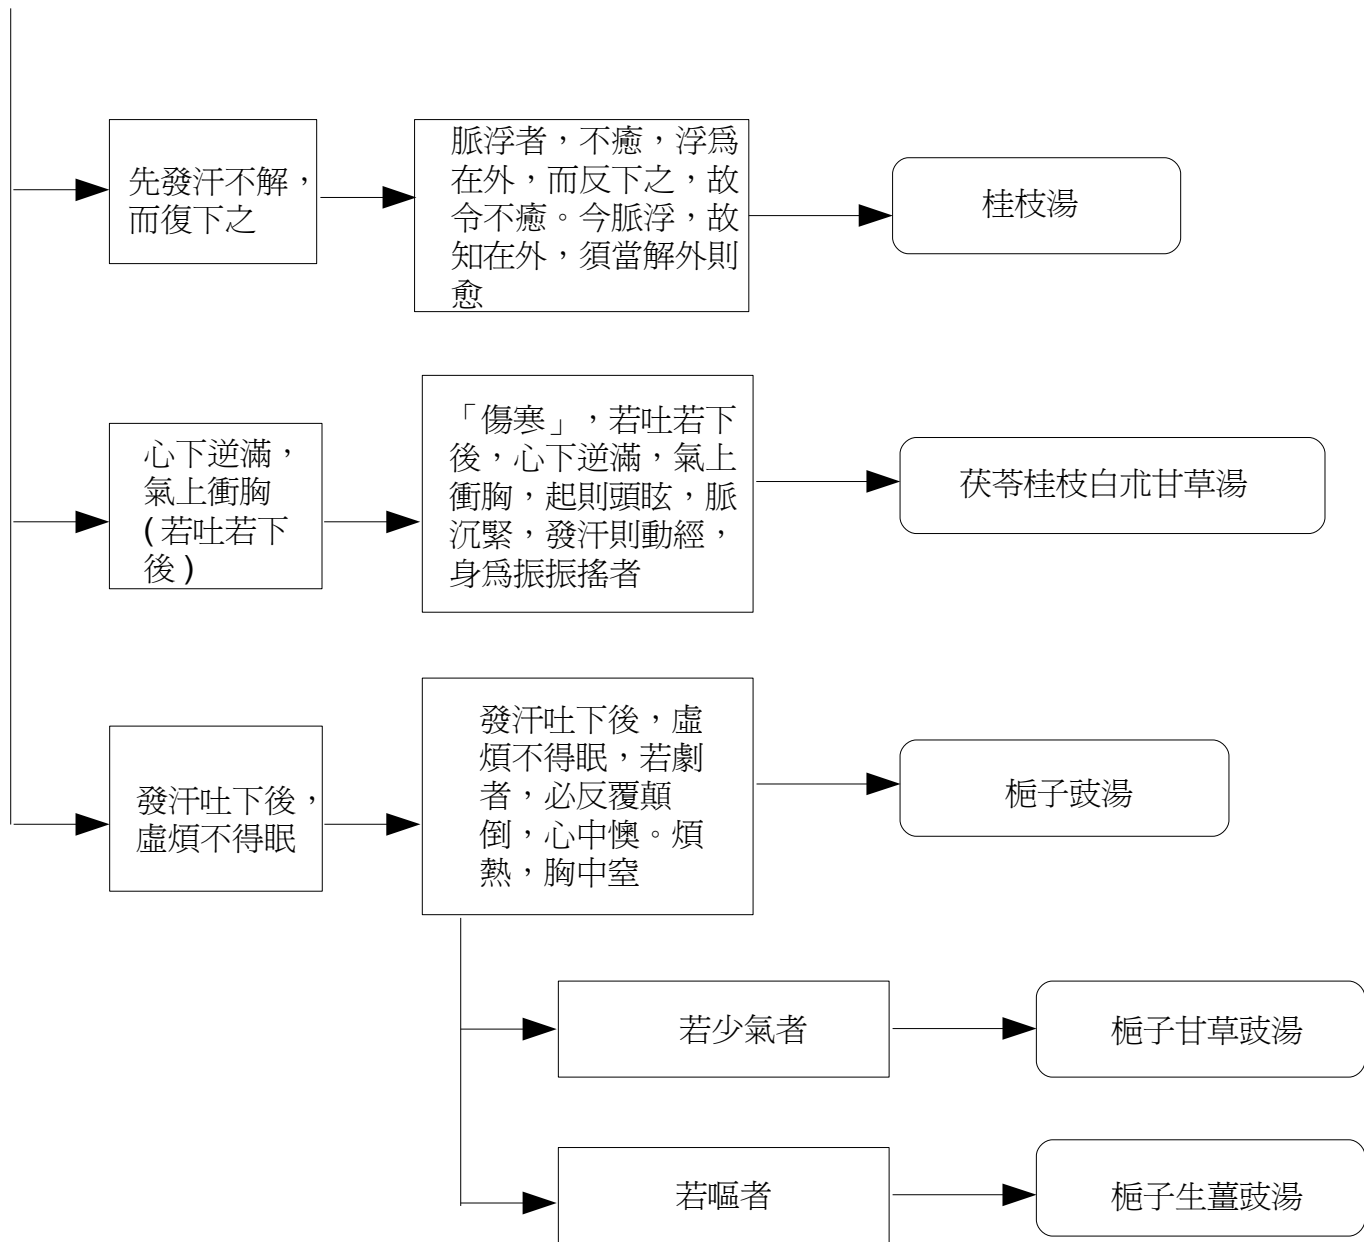 先發汗不解，
而復下之
脈浮者，不癒，浮爲
在外，而反下之，故
令不癒。今脈浮，故
知在外，須當解外則
愈
桂枝湯
心下逆滿，
氣上衝胸
(若吐若下
後)
「傷寒」，若吐若下
後，心下逆滿，氣上
衝胸，起則頭眩，脈
沉緊，發汗則動經，
身爲振振搖者
茯苓桂枝白朮甘草湯
發汗吐下後，
虛煩不得眠
發汗吐下後，虛
煩不得眠，若劇
者，必反覆顛
倒，心中懊。煩
熱，胸中窒
梔子豉湯
若少氣者
梔子甘草豉湯
若嘔者
梔子生薑豉湯